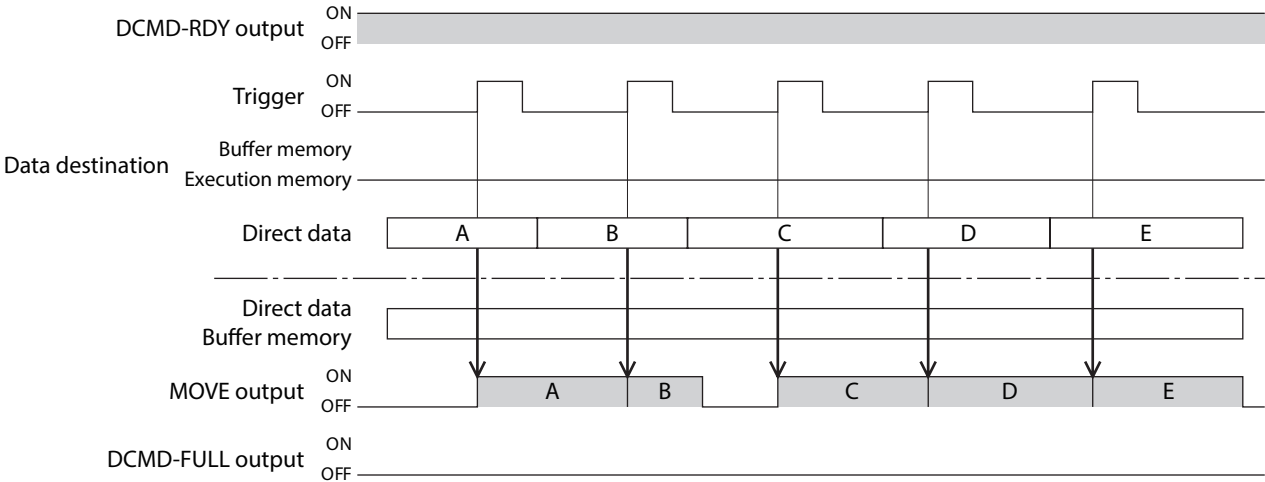 DCMD-RDY output
ON
OFF
Trigger
ON
OFF
Data destination
Buffer memory
Execution memory
Direct data
A
B
C
D
E
Direct data
Buffer memory
MOVE output
ON
OFF
A
B
C
D
E
DCMD-FULL output
ON
OFF